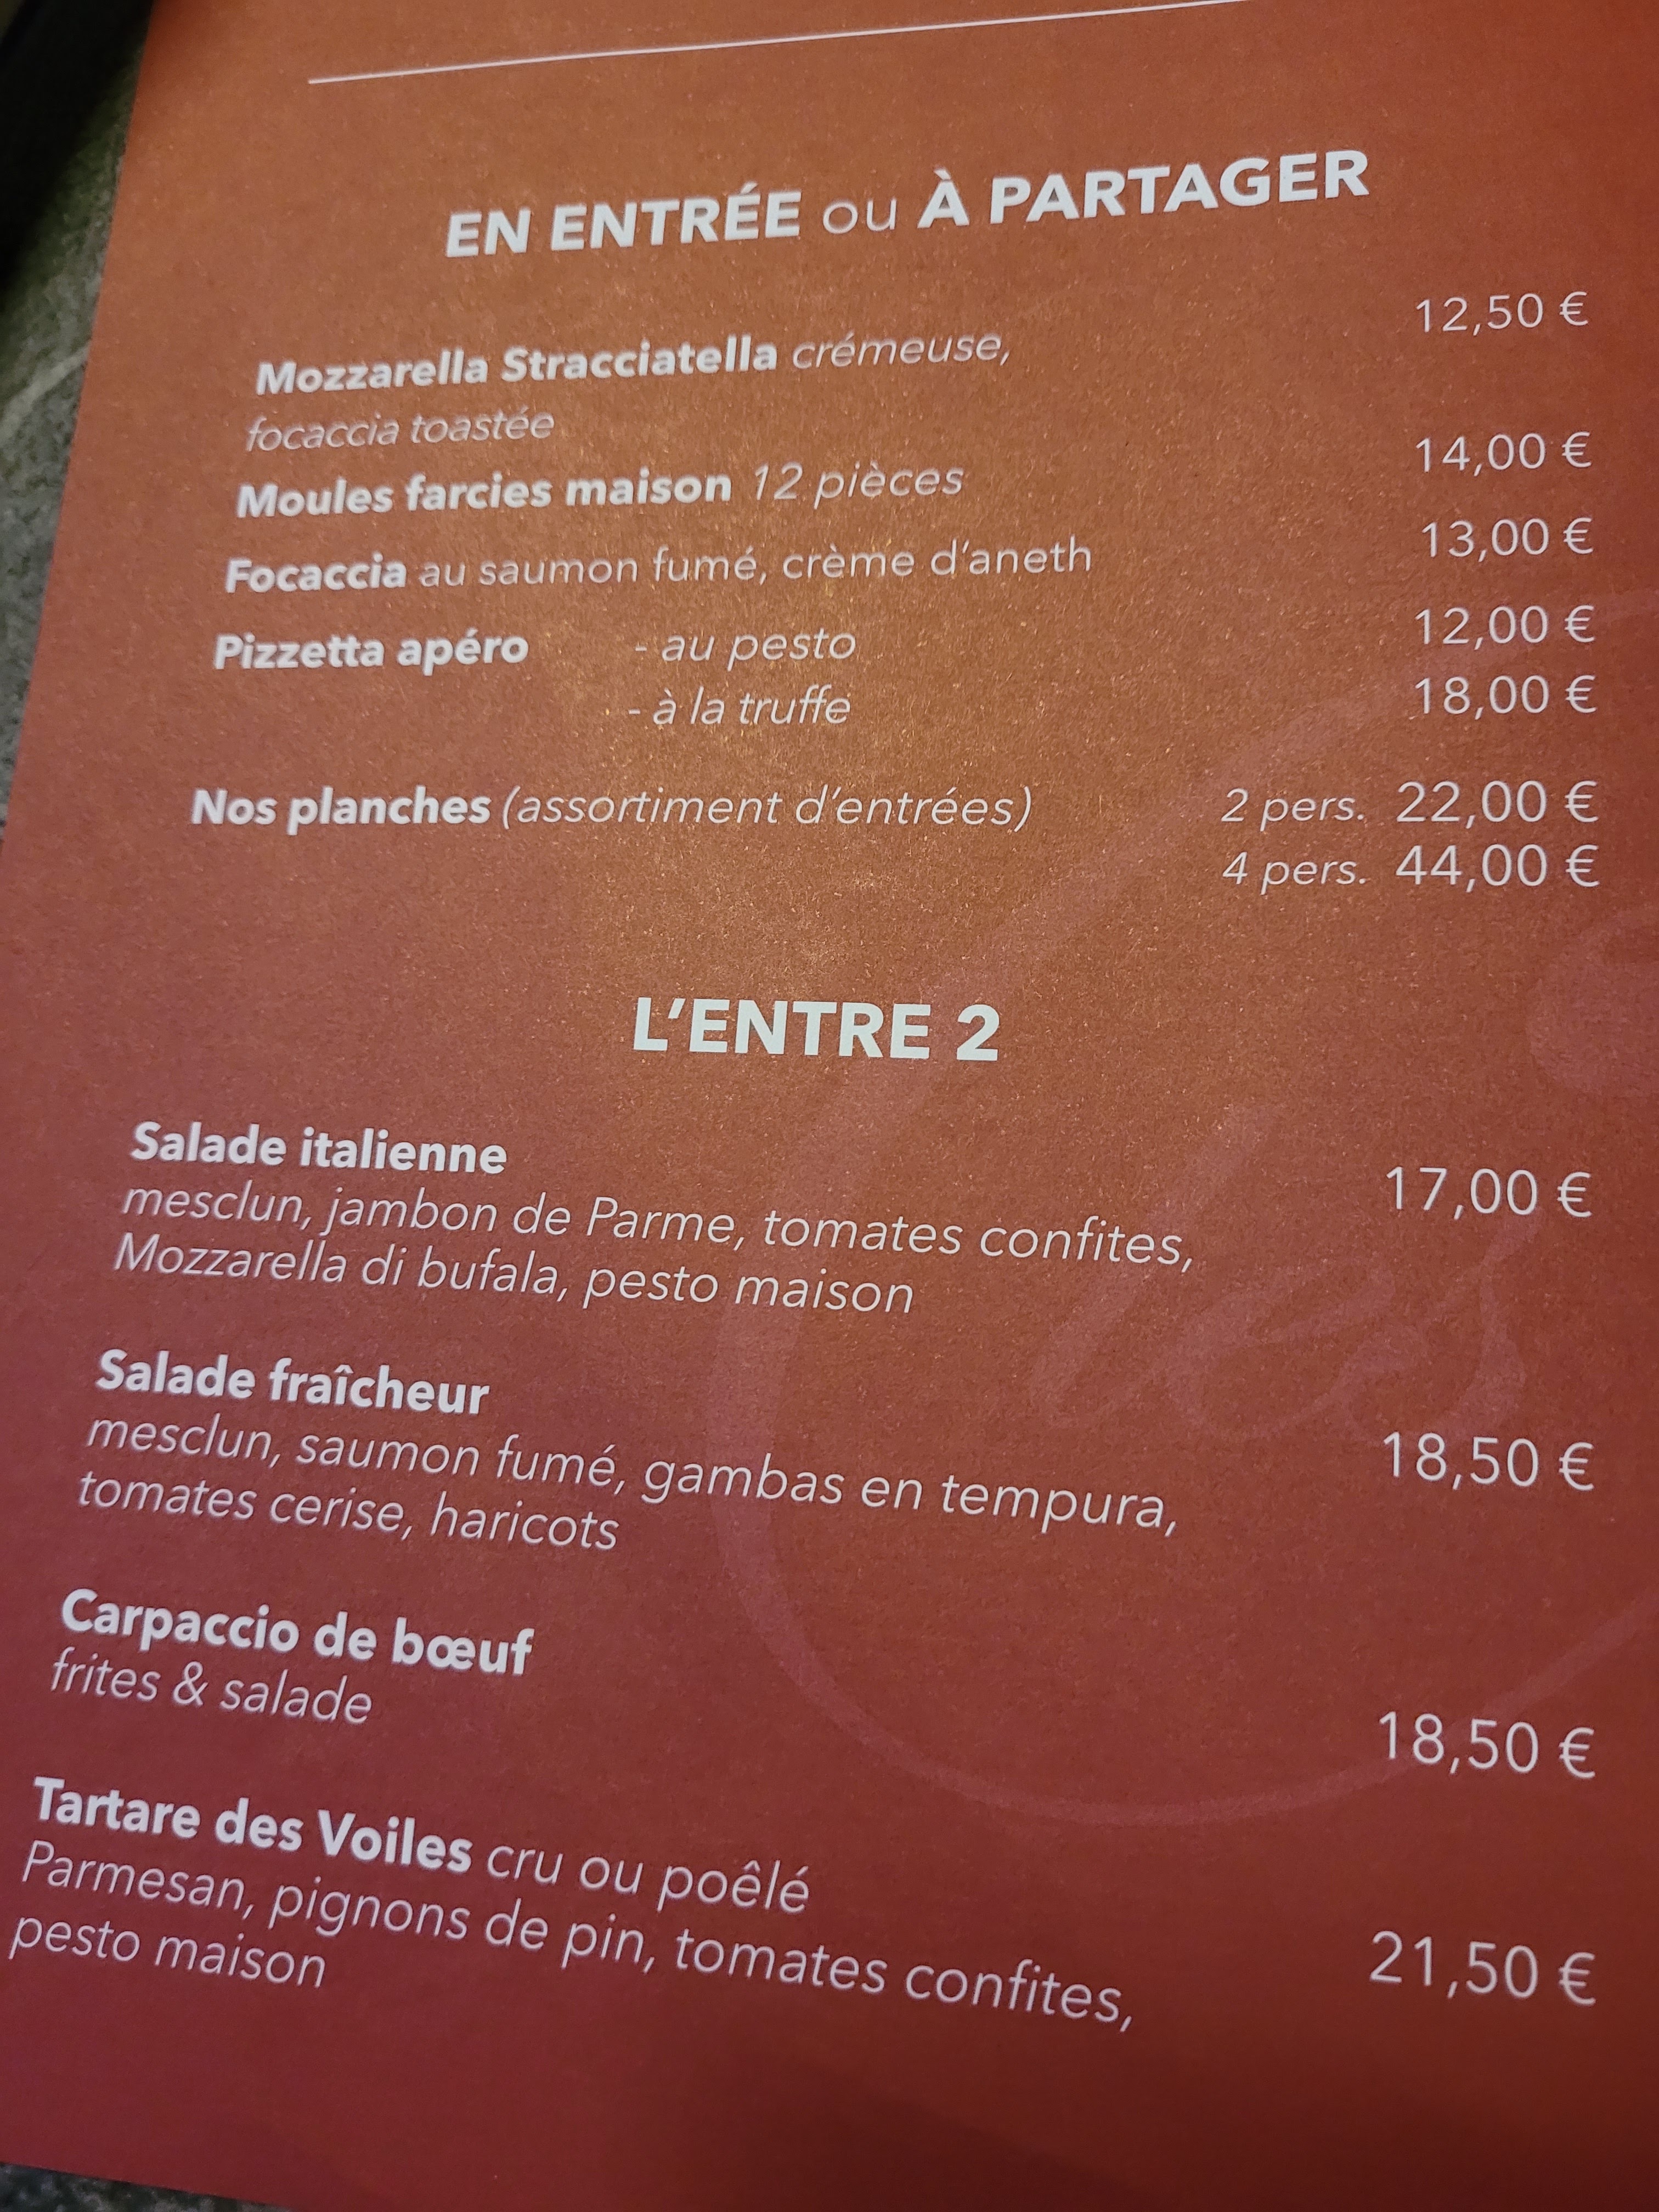 EN ENTRÉE ou À PARTAGER
Mozzarella Stracciatella crémeuse, 12,50 €
focaccia toastée
Moules farcies maison 12 pièces 14,00 €
Focaccia au saumon fumé, crème d'aneth 13,00 €
Pizzetta apéro - au pesto 12,00 €
- à la truffe 18,00 €
Nos planches (assortiment d'entrées) 2 pers. 22,00 €
4 pers. 44,00 €
L'ENTRE 2
Salade italienne 17,00 €
mesclun, jambon de Parme, tomates confites,
Mozzarella di bufala, pesto maison
Salade fraîcheur 18,50 €
mesclun, saumon fumé, gambas en tempura,
tomates cerise, haricots
Carpaccio de bœuf 18,50 €
frites & salade
Tartare des Voiles cru ou poêlé 21,50 €
Parmesan, pignons de pin, tomates confites,
pesto maison
les